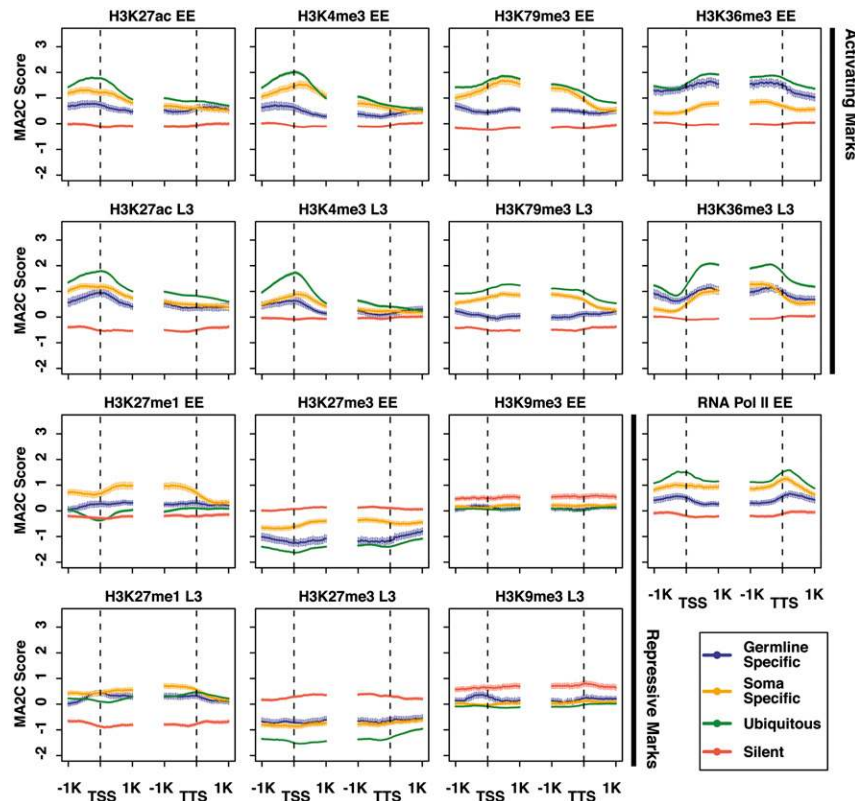 H3K27ac EE H3K4me3 EE H3K79me3 EE H3K36me3 EE
MA2C Score
3
2
1
0
-1
-2
Activating Marks
H3K27ac L3 H3K4me3 L3 H3K79me3 L3 H3K36me3 L3
MA2C Score
3
2
1
0
-1
-2
H3K27me1 EE H3K27me3 EE H3K9me3 EE RNA Pol II EE
MA2C Score
3
2
1
0
-1
-2
-1K TSS 1K -1K TTS 1K
H3K27me1 L3 H3K27me3 L3 H3K9me3 L3
MA2C Score
3
2
1
0
-1
-2
Repressive Marks
Germline
Specific
Soma
Specific
Ubiquitous
Silent
-1K TSS 1K -1K TTS 1K -1K TSS 1K -1K TTS 1K -1K TSS 1K -1K TTS 1K